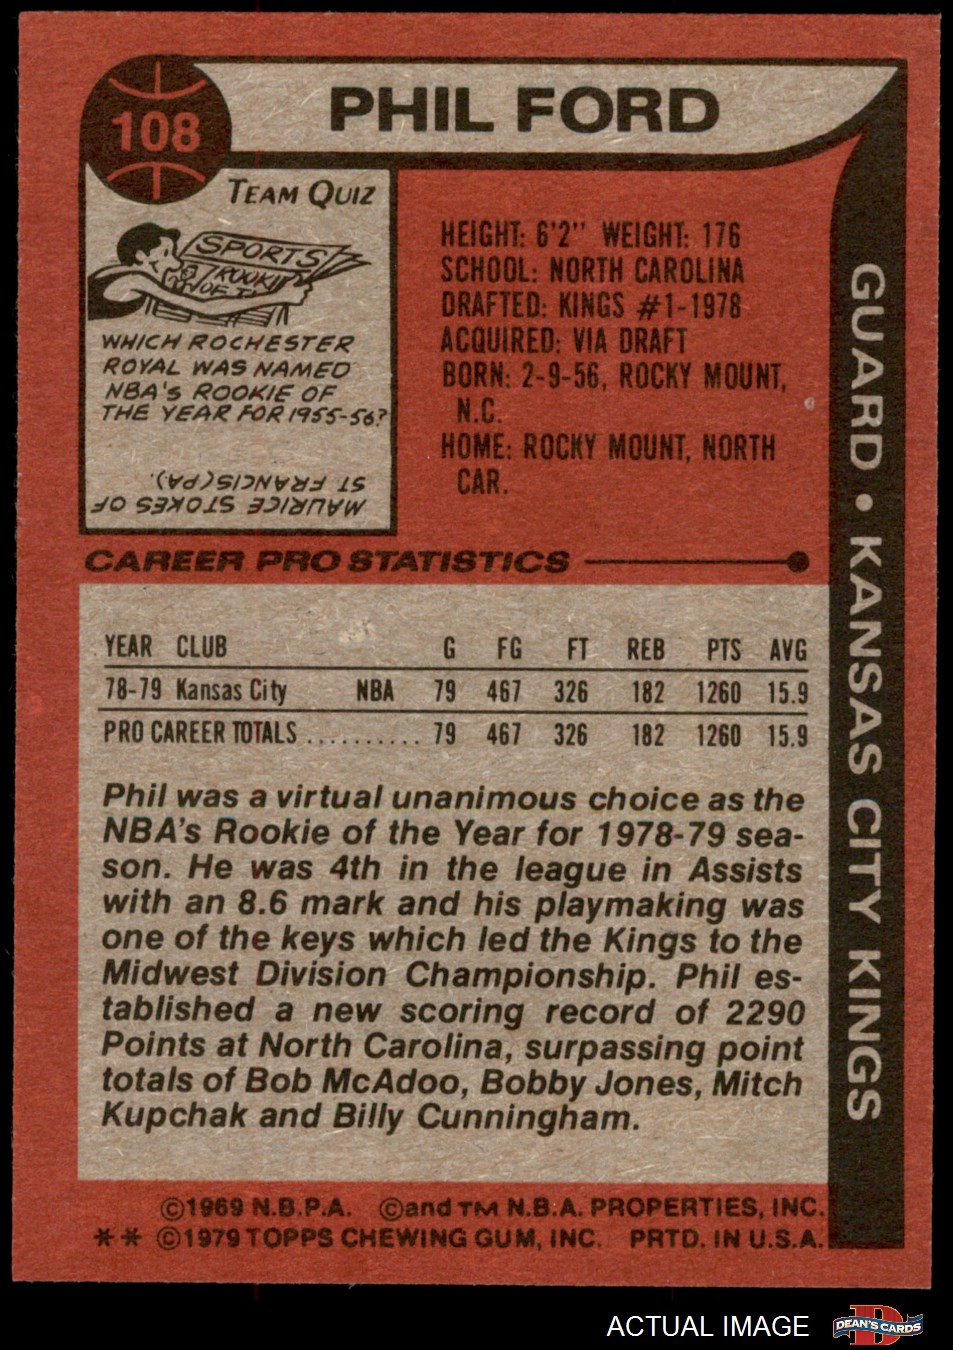 108
PHIL FORD
TEAM QUIZ
SPORTS
ROOKI
OF T
WHICH ROCHESTER
ROYAL WAS NAMED
NBA'S ROOKIE OF
THE YEAR FOR 1955-56?
MAURICE STOKES OF
ST FRANCIS(PA).
HEIGHT: 6'2" WEIGHT: 176
SCHOOL: NORTH CAROLINA
DRAFTED: KINGS #1-1978
ACQUIRED: VIA DRAFT
BORN: 2-9-56, ROCKY MOUNT,
N.C.
HOME: ROCKY MOUNT, NORTH
CAR.
GUARD • KANSAS CITY KINGS
CAREER PRO STATISTICS
YEAR CLUB G FG FT REB PTS AVG
78-79 Kansas City NBA 79 467 326 182 1260 15.9
PRO CAREER TOTALS .......... 79 467 326 182 1260 15.9
Phil was a virtual unanimous choice as the
NBA's Rookie of the Year for 1978-79 sea-
son. He was 4th in the league in Assists
with an 8.6 mark and his playmaking was
one of the keys which led the Kings to the
Midwest Division Championship. Phil es-
tablished a new scoring record of 2290
Points at North Carolina, surpassing point
totals of Bob McAdoo, Bobby Jones, Mitch
Kupchak and Billy Cunningham.
©1969 N.B.P.A. ©and TM N.B.A. PROPERTIES, INC.
** ©1979 TOPPS CHEWING GUM, INC. PRTD. IN U.S.A.
ACTUAL IMAGE
D
DEAN'S CARDS